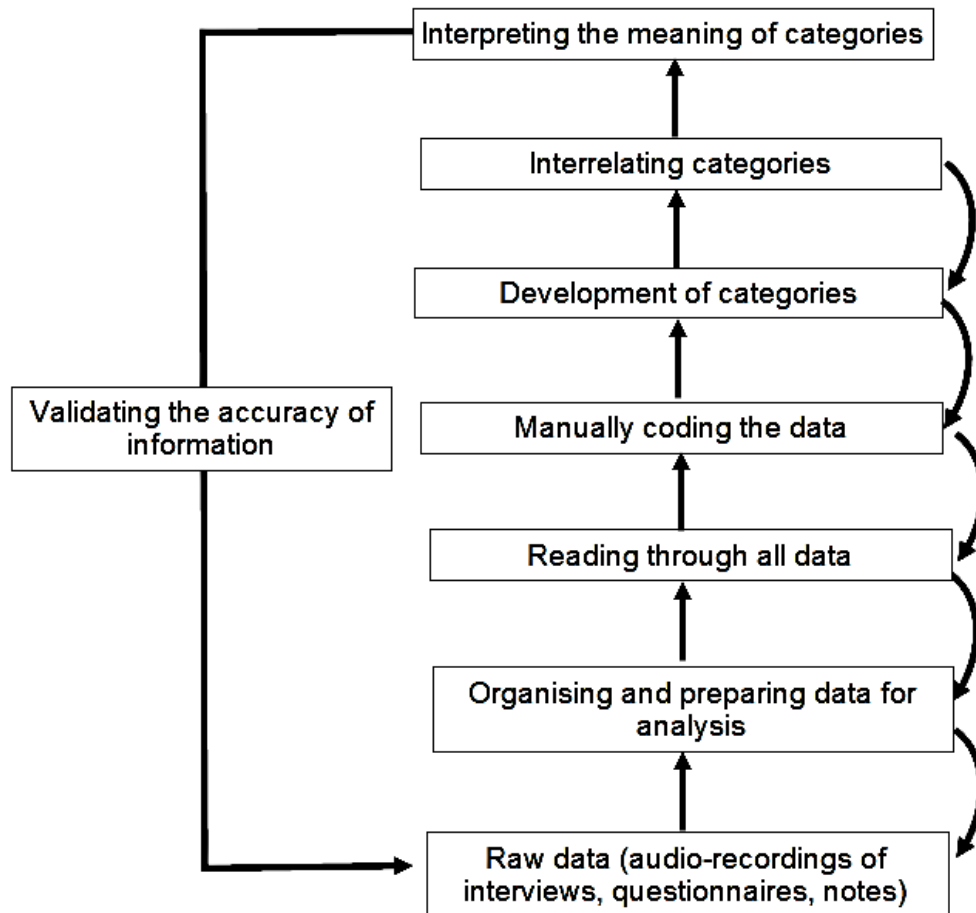 Interpreting the meaning of categories
Interrelating categories
Development of categories
Validating the accuracy of
information
Manually coding the data
Reading through all data
Organising and preparing data for
analysis
Raw data (audio-recordings of
interviews, questionnaires, notes)